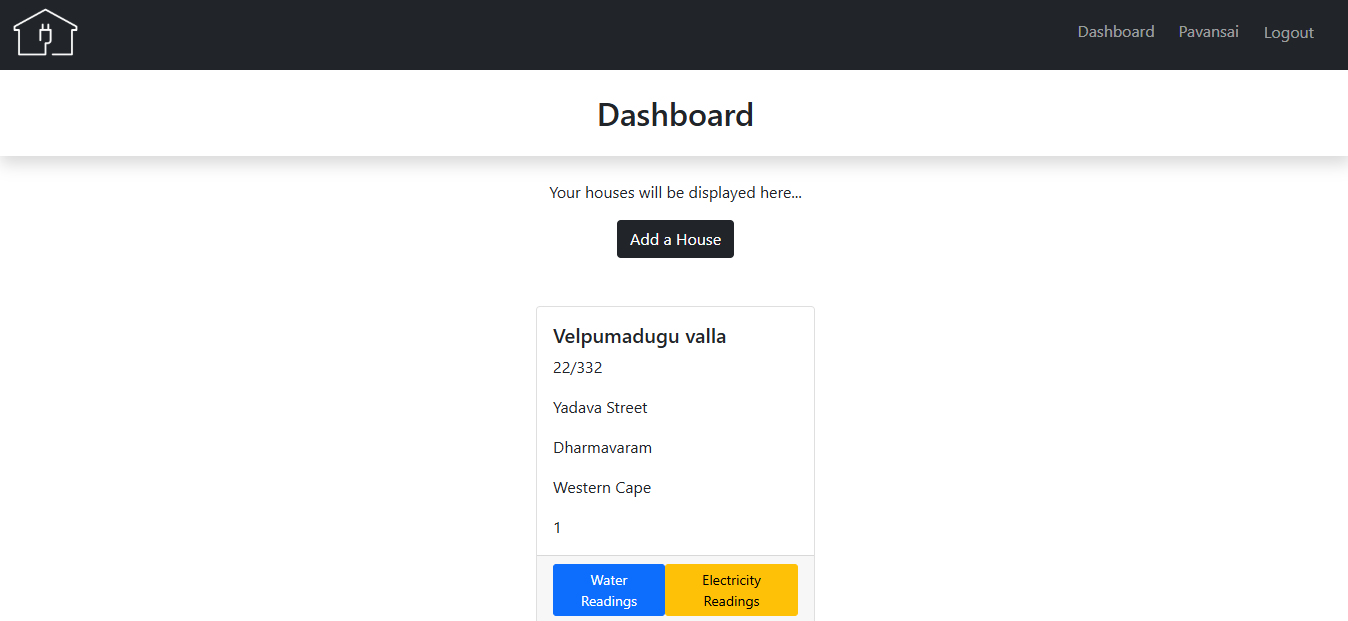 Dashboard Pavansai Logout
Dashboard
Your houses will be displayed here...
Add a House
Velpumadugu valla
22/332
Yadava Street
Dharmavaram
Western Cape
1
Water
Readings
Electricity
Readings